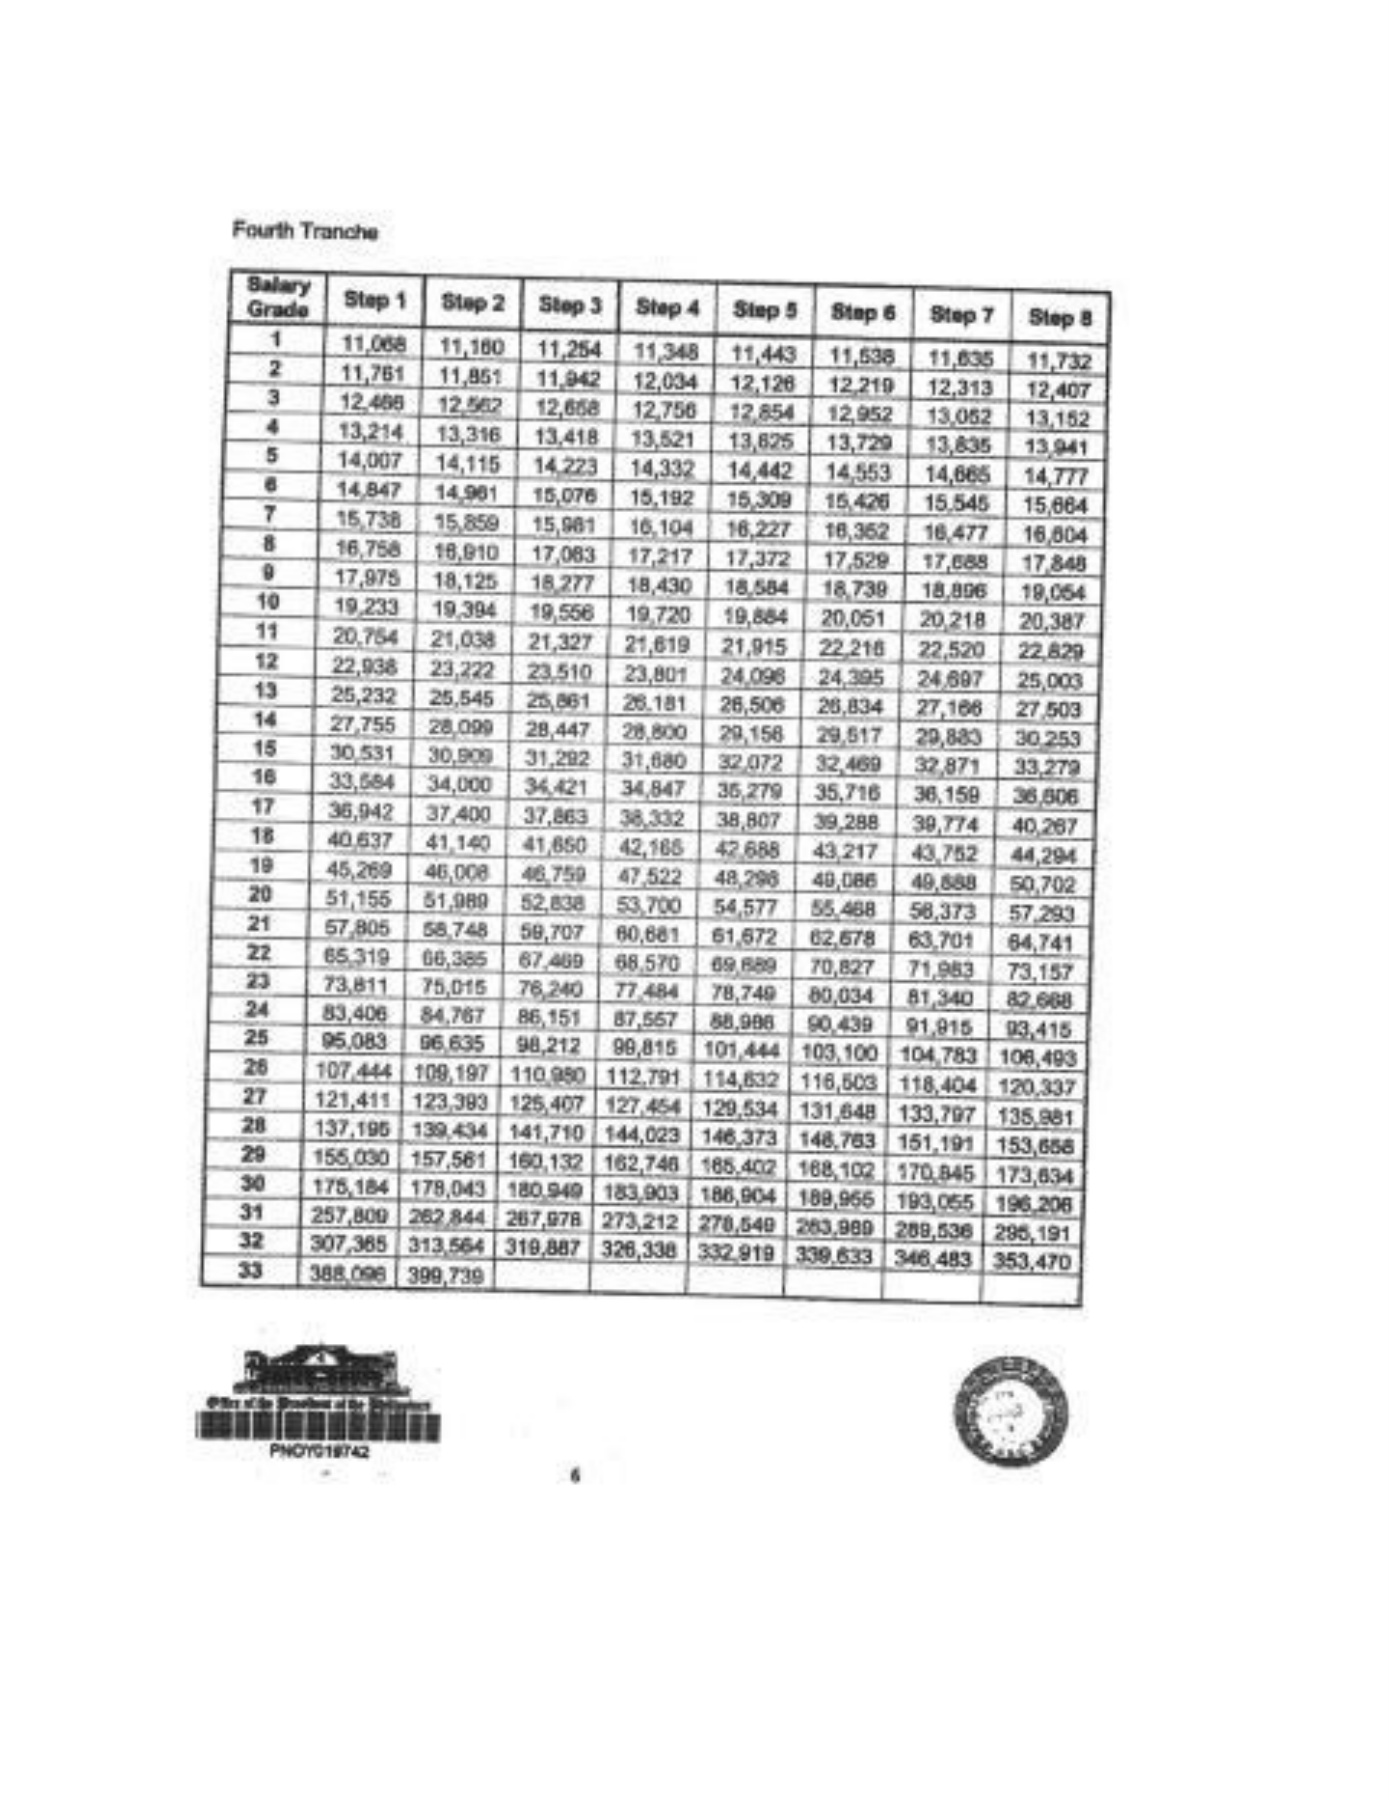 Fourth Tranche
Salary Grade Step 1 Step 2 Step 3 Step 4 Step 5 Step 6 Step 7 Step 8
1 11,068 11,160 11,254 11,348 11,443 11,538 11,635 11,732
2 11,761 11,851 11,942 12,034 12,126 12,219 12,313 12,407
3 12,466 12,562 12,658 12,756 12,854 12,952 13,052 13,152
4 13,214 13,316 13,418 13,521 13,625 13,729 13,835 13,941
5 14,007 14,115 14,223 14,332 14,442 14,553 14,665 14,777
6 14,847 14,961 15,076 15,192 15,309 15,426 15,545 15,664
7 15,738 15,859 15,981 16,104 16,227 16,352 16,477 16,604
8 16,758 16,910 17,063 17,217 17,372 17,529 17,688 17,848
9 17,975 18,125 18,277 18,430 18,584 18,739 18,896 19,054
10 19,233 19,394 19,556 19,720 19,884 20,051 20,218 20,387
11 20,754 21,038 21,327 21,619 21,915 22,216 22,520 22,829
12 22,938 23,222 23,510 23,801 24,096 24,395 24,697 25,003
13 25,232 25,545 25,861 26,181 26,506 26,834 27,166 27,503
14 27,755 28,099 28,447 28,800 29,156 29,517 29,883 30,253
15 30,531 30,909 31,292 31,680 32,072 32,469 32,871 33,279
16 33,584 34,000 34,421 34,847 35,279 35,716 36,159 36,606
17 36,942 37,400 37,863 38,332 38,807 39,288 39,774 40,267
18 40,637 41,140 41,650 42,165 42,688 43,217 43,752 44,294
19 45,269 46,008 46,759 47,522 48,298 49,086 49,888 50,702
20 51,155 51,989 52,838 53,700 54,577 55,468 56,373 57,293
21 57,805 58,748 59,707 60,681 61,672 62,678 63,701 64,741
22 65,319 66,385 67,469 68,570 69,689 70,827 71,983 73,157
23 73,811 75,015 76,240 77,484 78,749 80,034 81,340 82,668
24 83,406 84,767 86,151 87,557 88,986 90,439 91,915 93,415
25 95,083 96,635 98,212 99,815 101,444 103,100 104,783 106,493
26 107,444 109,197 110,980 112,791 114,632 116,503 118,404 120,337
27 121,411 123,393 125,407 127,454 129,534 131,648 133,797 135,981
28 137,195 139,434 141,710 144,023 146,373 148,763 151,191 153,658
29 155,030 157,561 160,132 162,746 165,402 168,102 170,845 173,634
30 175,184 178,043 180,949 183,903 186,904 189,955 193,055 196,206
31 257,809 262,844 267,978 273,212 278,549 283,989 289,536 295,191
32 307,365 313,564 319,887 326,338 332,919 339,633 346,483 353,470
33 388,096 399,739
Office of the President of the Philippines
PNOY019742
6